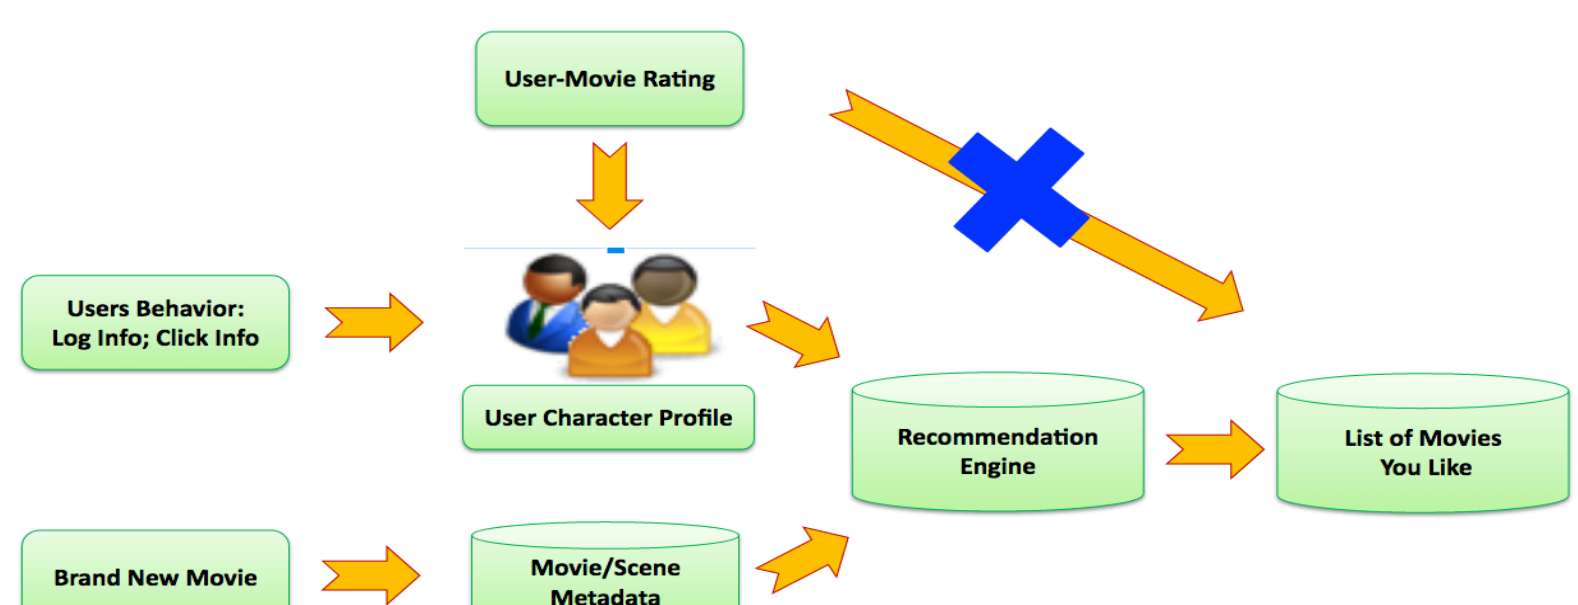 User-Movie Rating
Users Behavior:
Log Info; Click Info
User Character Profile
Recommendation
Engine
List of Movies
You Like
Brand New Movie
Movie/Scene
Metadata